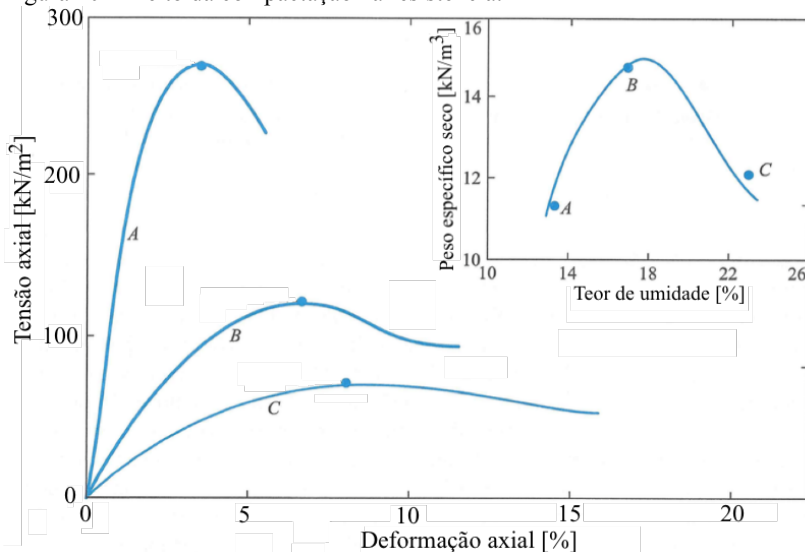 300
200
100
0
0
5
10
15
20
Tensão axial [kN/m²]
Deformação axial [%]
A
B
C
16
14
12
10
10
14
18
22
26
Peso específico seco [kN/m³]
Teor de umidade [%]
A
B
C